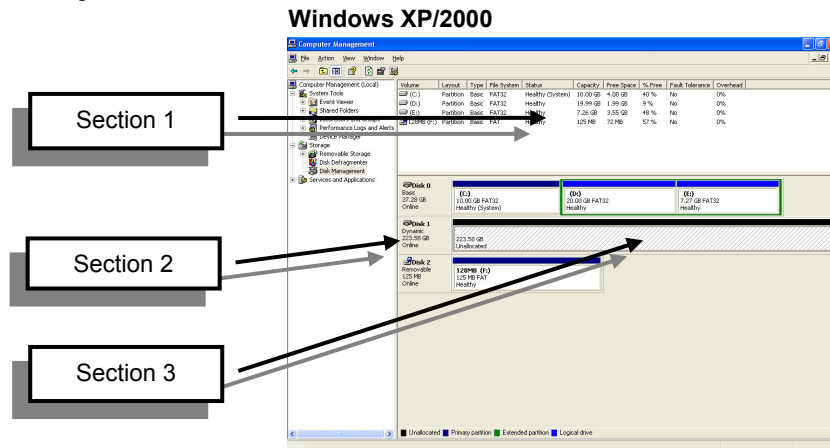 Windows XP/2000
Computer Management
File Action View Window Help
Computer Management (Local)
System Tools
Event Viewer
Shared Folders
Performance Logs and Alerts
Device Manager
Storage
Removable Storage
Disk Defragmenter
Disk Management
Services and Applications
Volume Layout Type File System Status Capacity Free Space % Free Fault Tolerance Overhead
(C:) Partition Basic FAT32 Healthy (System) 10.00 GB 4.08 GB 40 % No 0%
(D:) Partition Basic FAT32 Healthy 19.99 GB 1.99 GB 9 % No 0%
(E:) Partition Basic FAT32 Healthy 7.26 GB 3.55 GB 48 % No 0%
128MB (F:) Partition Basic FAT Healthy 125 MB 72 MB 57 % No 0%
Section 1
Section 2
Section 3
Disk 0
Basic
37.28 GB
Online
(C:)
10.00 GB FAT32
Healthy (System)
(D:)
20.00 GB FAT32
Healthy
(E:)
7.27 GB FAT32
Healthy
Disk 1
Dynamic
223.58 GB
Online
223.58 GB
Unallocated
Disk 2
Removable
125 MB
Online
128MB (F:)
125 MB FAT
Healthy
Unallocated Primary partition Extended partition Logical drive